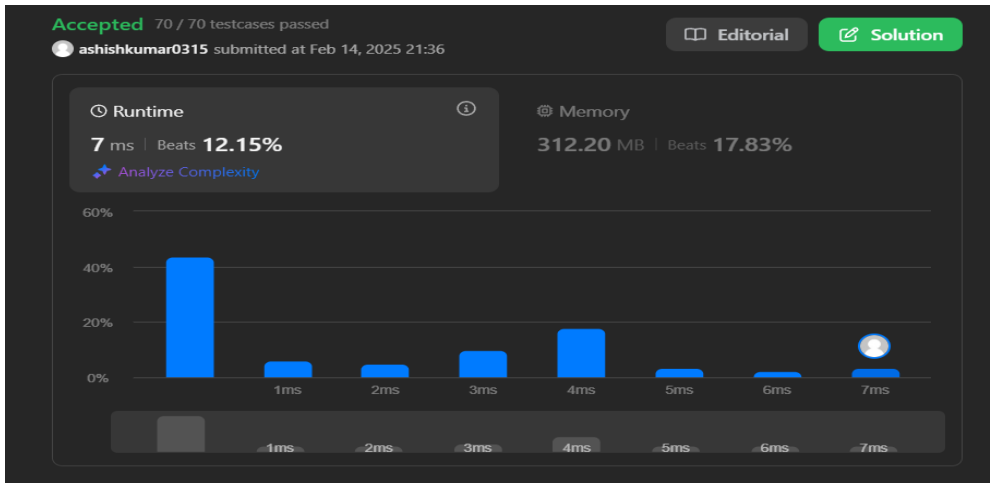 Accepted 70 / 70 testcases passed
ashishkumar0315 submitted at Feb 14, 2025 21:36
Editorial
Solution
Runtime
7 ms | Beats 12.15%
Analyze Complexity
Memory
312.20 MB | Beats 17.83%
60%
40%
20%
0%
1ms 2ms 3ms 4ms 5ms 6ms 7ms
1ms 2ms 3ms 4ms 5ms 6ms 7ms